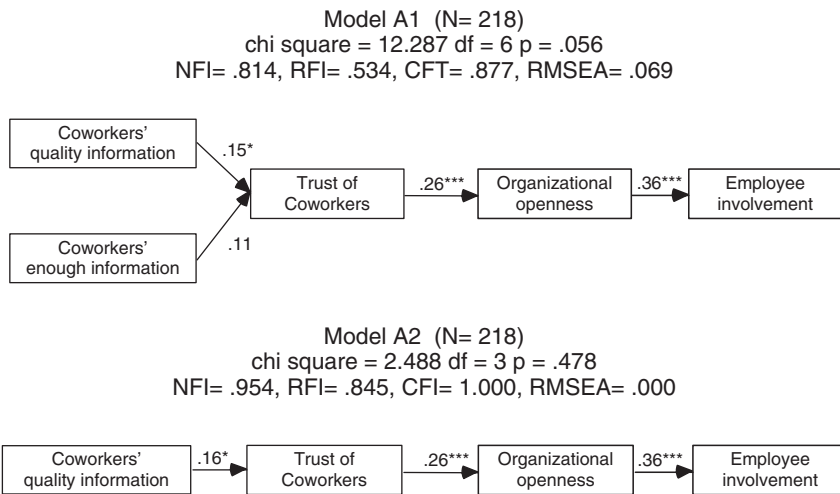 Model A1 (N= 218)
chi square = 12.287 df = 6 p = .056
NFI= .814, RFI= .534, CFT= .877, RMSEA= .069
Coworkers'
quality information
.15*
Trust of
Coworkers
.26***
Organizational
openness
.36***
Employee
involvement
Coworkers'
enough information
.11
Model A2 (N= 218)
chi square = 2.488 df = 3 p = .478
NFI= .954, RFI= .845, CFI= 1.000, RMSEA= .000
Coworkers'
quality information
.16*
Trust of
Coworkers
.26***
Organizational
openness
.36***
Employee
involvement